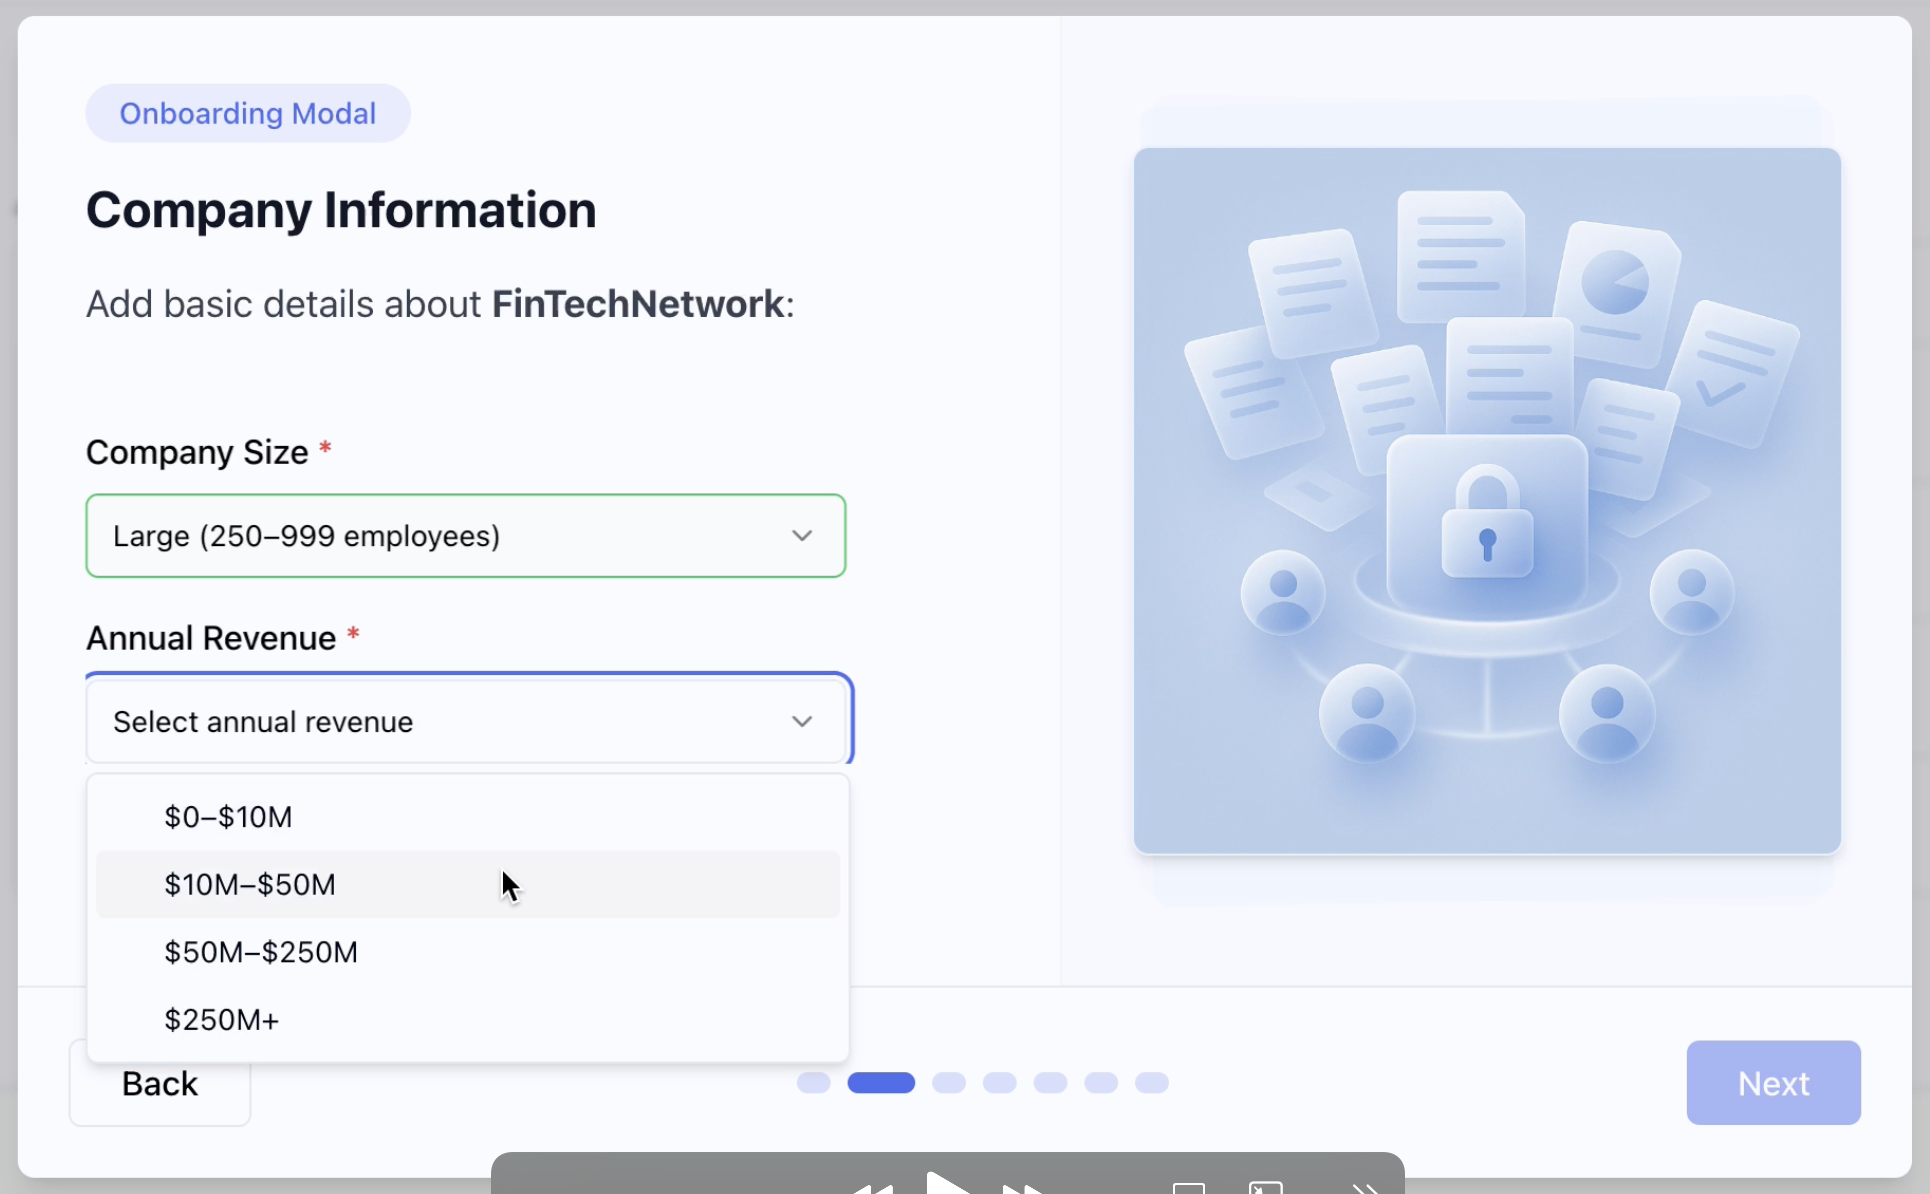 Onboarding Modal
Company Information
Add basic details about FinTechNetwork:
Company Size *
Large (250–999 employees)
Annual Revenue *
Select annual revenue
$0–$10M
$10M–$50M
$50M–$250M
$250M+
Back
Next